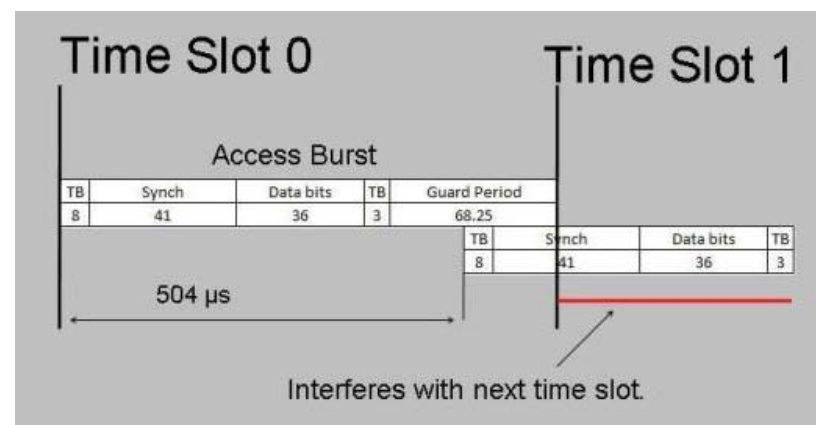 Time Slot 0
Time Slot 1
Access Burst
TB Synch Data bits TB Guard Period
8 41 36 3 68.25
TB Synch Data bits TB
8 41 36 3
504 µs
Interferes with next time slot.